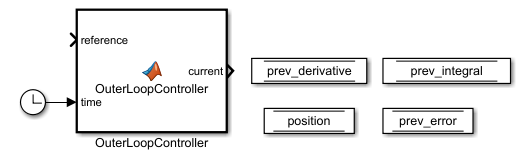 reference
current
OuterLoopController
time
OuterLoopController
prev_derivative
prev_integral
position
prev_error